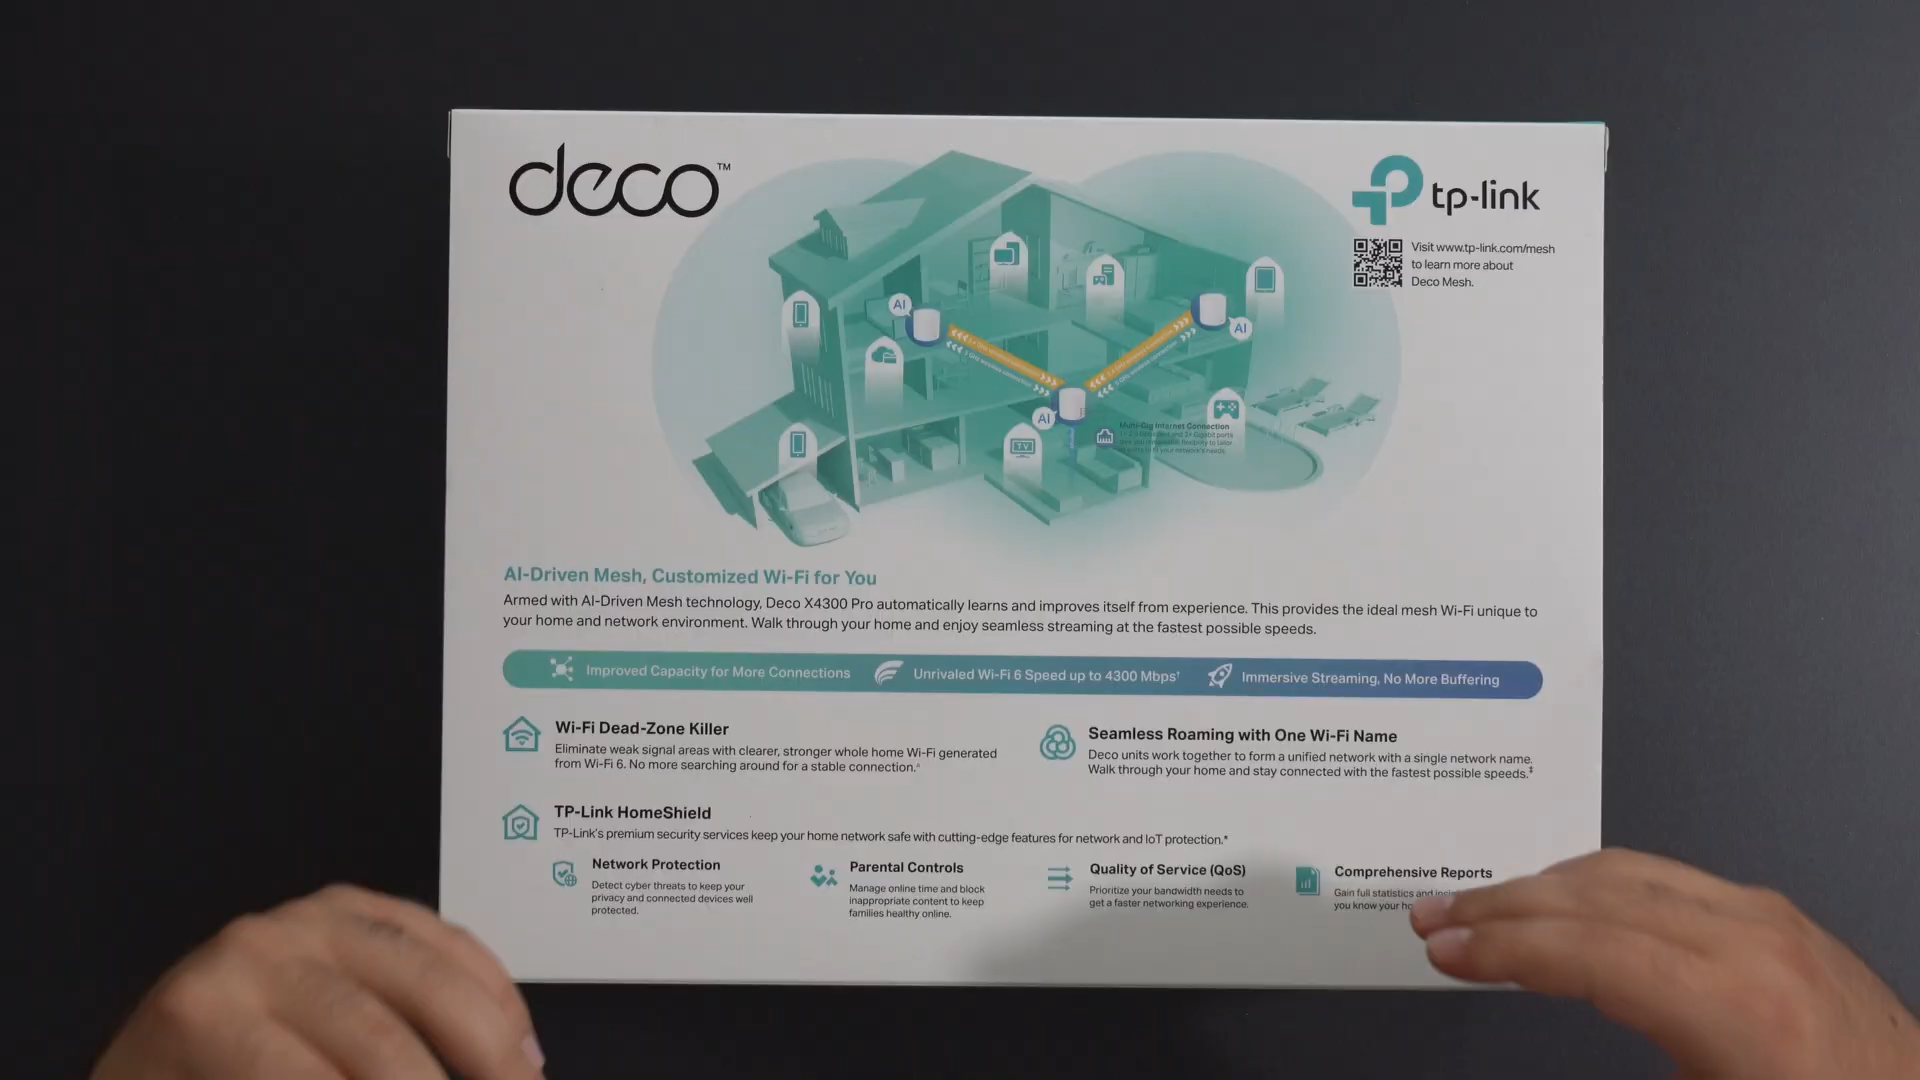 deco™
tp-link
Visit www.tp-link.com/mesh
to learn more about
Deco Mesh.
AI
AI
AI
TV
Multi-Gig Internet Connection
AI-Driven Mesh, Customized Wi-Fi for You
Armed with AI-Driven Mesh technology, Deco X4300 Pro automatically learns and improves itself from experience. This provides the ideal mesh Wi-Fi unique to
your home and network environment. Walk through your home and enjoy seamless streaming at the fastest possible speeds.
Improved Capacity for More Connections
Unrivaled Wi-Fi 6 Speed up to 4300 Mbps†
Immersive Streaming, No More Buffering
Wi-Fi Dead-Zone Killer
Eliminate weak signal areas with clearer, stronger whole home Wi-Fi generated
from Wi-Fi 6. No more searching around for a stable connection.
Seamless Roaming with One Wi-Fi Name
Deco units work together to form a unified network with a single network name.
Walk through your home and stay connected with the fastest possible speeds.‡
TP-Link HomeShield
TP-Link's premium security services keep your home network safe with cutting-edge features for network and IoT protection.*
Network Protection
Detect cyber threats to keep your
privacy and connected devices well
protected.
Parental Controls
Manage online time and block
inappropriate content to keep
families healthy online.
Quality of Service (QoS)
Prioritize your bandwidth needs to
get a faster networking experience.
Comprehensive Reports
Gain full statistics and
you know your